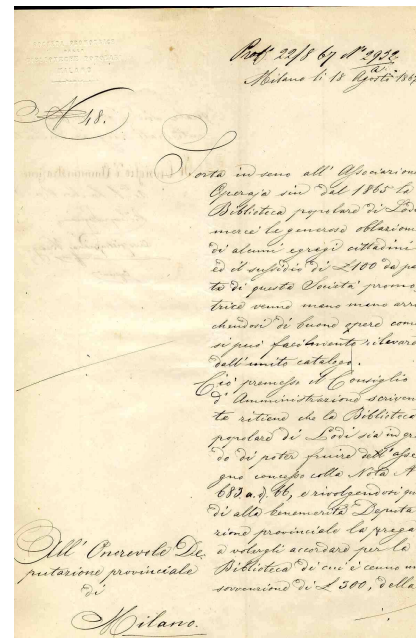 Prot. 22/8 67 Nº 2932
a
Milano li 18 Agosto 1867
N 48.
Sorta in seno all' Associazione
Operaja sin dal 1865 la
Biblioteca popolare di Lodi
mercè le generose oblazioni
di alcuni egregi cittadini
ed il sussidio di £100 da par
te di questa Società promo
trice venne mano mano arric
chendosi di buone opere come
si può facilmente rilevare
dall' unito catalogo.
Ciò premesso il Consiglio
d' Amministrazione scriven
te ritiene che la Biblioteca
popolare di Lodi sia in gra
do di poter fruire dell' asse
gno concesso colla Nota
683. a. d. 66, e rivolgendosi qui
di alla benemerita Deputa
zione provinciale la prega
a volergli accordare per la
Biblioteca di cui è cenno un
sovvenzione di £ 300, della
All' Onorevole De
putazione provinciale
di
Milano.